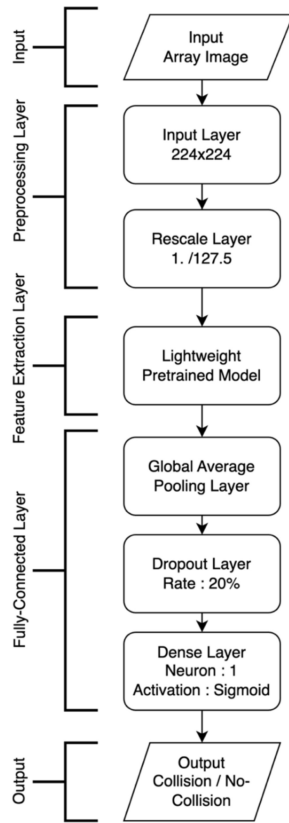 Input
Input
Array Image
Preprocessing Layer
Input Layer
224x224
Rescale Layer
1. /127.5
Feature Extraction Layer
Lightweight
Pretrained Model
Fully-Connected Layer
Global Average
Pooling Layer
Dropout Layer
Rate : 20%
Dense Layer
Neuron : 1
Activation : Sigmoid
Output
Output
Collision / No-
Collision